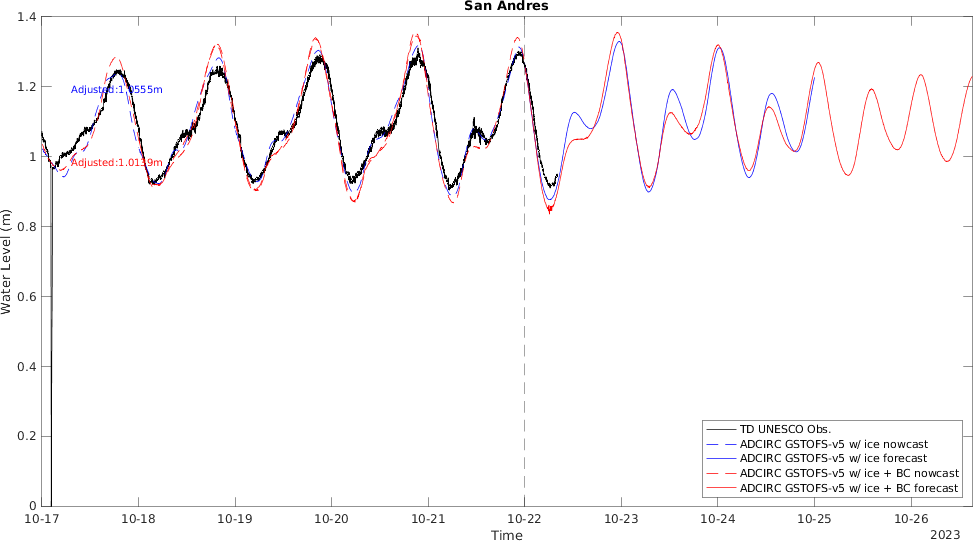 San Andres
1.4
1.2
1
0.8
0.6
0.4
0.2
0
Water Level (m)
Adjusted:1.0555m
Adjusted:1.0139m
TD UNESCO Obs.
ADCIRC GSTOFS-v5 w/ ice nowcast
ADCIRC GSTOFS-v5 w/ ice forecast
ADCIRC GSTOFS-v5 w/ ice + BC nowcast
ADCIRC GSTOFS-v5 w/ ice + BC forecast
10-17 10-18 10-19 10-20 10-21 10-22 10-23 10-24 10-25 10-26
Time
2023